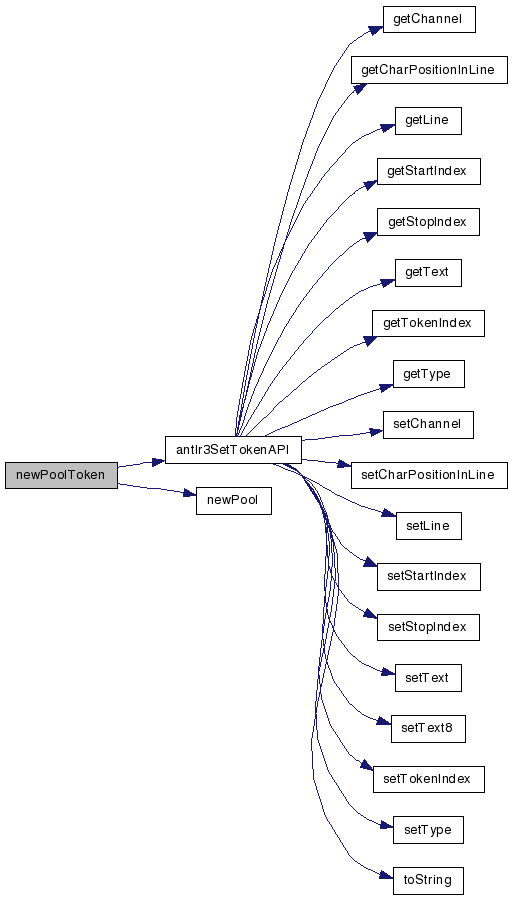 getChannel
getCharPositionInLine
getLine
getStartIndex
getStopIndex
getText
getTokenIndex
getType
setChannel
antlr3SetTokenAPI
newPoolToken
setCharPositionInLine
newPool
setLine
setStartIndex
setStopIndex
setText
setText8
setTokenIndex
setType
toString